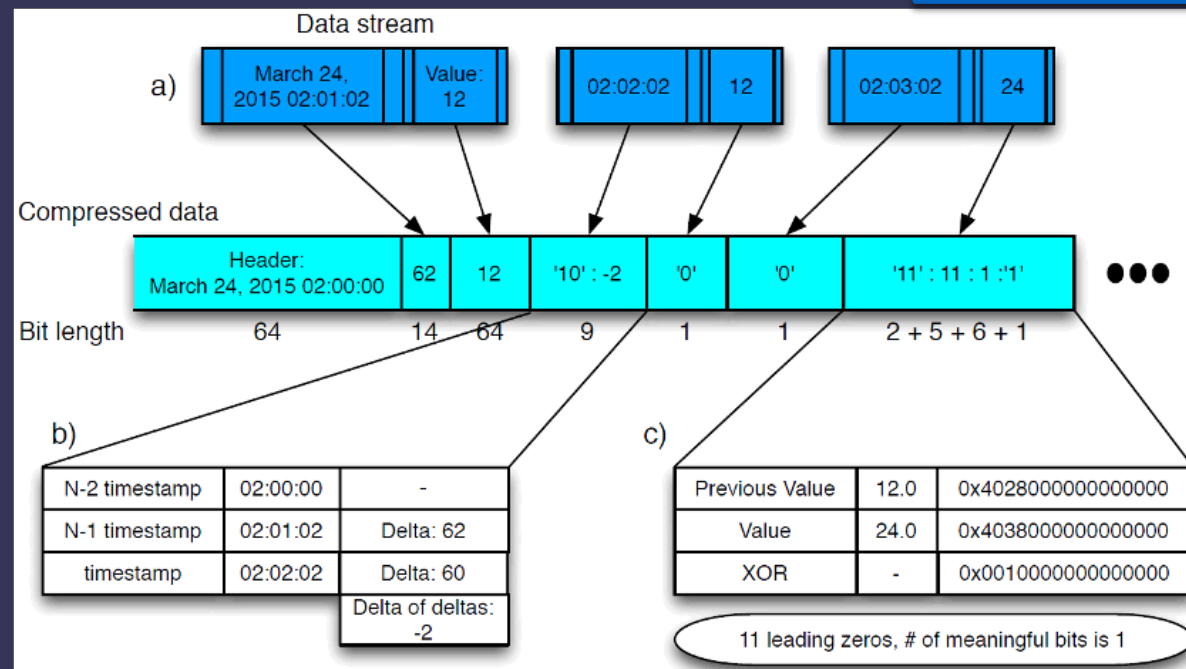 Data stream
a)
March 24,
2015 02:01:02
Value:
12
02:02:02
12
02:03:02
24
Compressed data
Header:
March 24, 2015 02:00:00
62
12
'10' : -2
'0'
'0'
'11' : 11 : 1 :'1'
Bit length
64
14
64
9
1
1
2 + 5 + 6 + 1
b)
N-2 timestamp 02:00:00 -
N-1 timestamp 02:01:02 Delta: 62
timestamp 02:02:02 Delta: 60
Delta of deltas:
-2
c)
Previous Value 12.0 0x4028000000000000
Value 24.0 0x4038000000000000
XOR - 0x0010000000000000
11 leading zeros, # of meaningful bits is 1